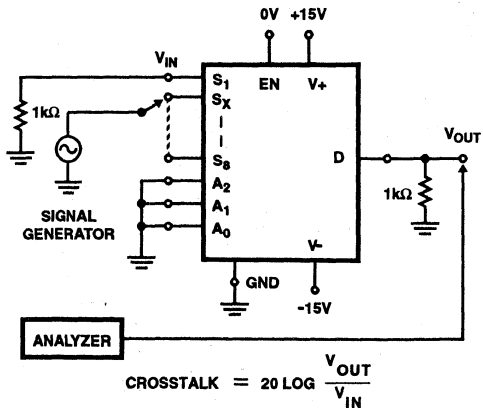 0V +15V
VIN
S1
EN
V+
1kΩ
SX
VOUT
S8
D
A2
1kΩ
SIGNAL
GENERATOR
A1
A0
V-
GND
-15V
ANALYZER
CROSSTALK = 20 LOG VOUT
VIN